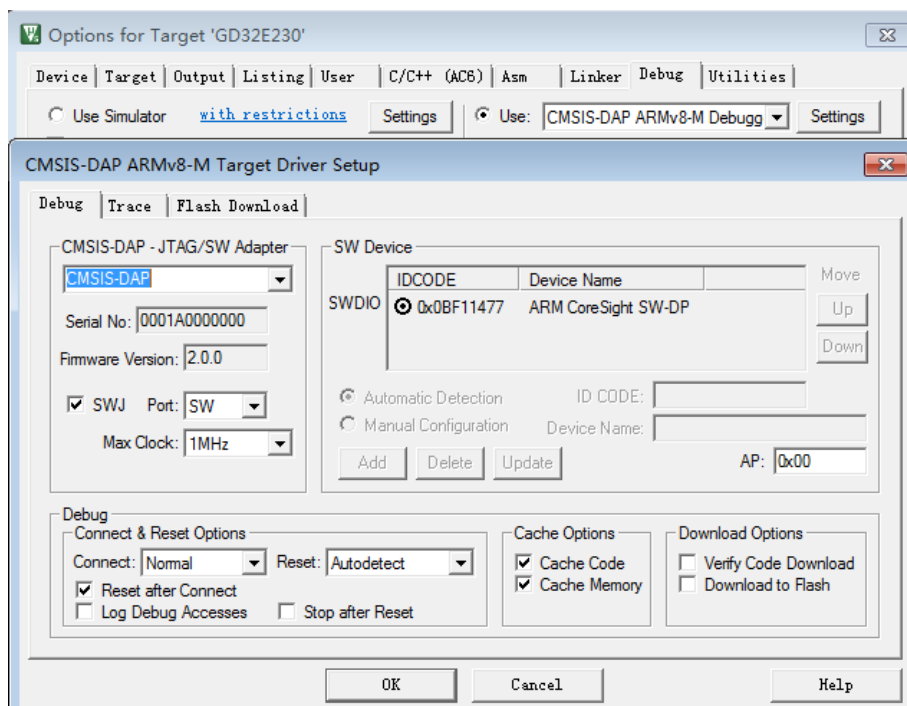 Options for Target 'GD32E230'
Device Target Output Listing User C/C++ (AC6) Asm Linker Debug Utilities
Use Simulator with restrictions Settings Use: CMSIS-DAP ARMv8-M Debugg Settings
CMSIS-DAP ARMv8-M Target Driver Setup
Debug Trace Flash Download
CMSIS-DAP - JTAG/SW Adapter
CMSIS-DAP
Serial No: 0001A0000000
Firmware Version: 2.0.0
SWJ Port: SW
Max Clock: 1MHz
SW Device
IDCODE Device Name
SWDIO 0x0BF11477 ARM CoreSight SW-DP
Move
Up
Down
Automatic Detection ID CODE:
Manual Configuration Device Name:
Add Delete Update AP: 0x00
Debug
Connect & Reset Options
Connect: Normal Reset: Autodetect
Reset after Connect
Log Debug Accesses Stop after Reset
Cache Options
Cache Code
Cache Memory
Download Options
Verify Code Download
Download to Flash
OK Cancel Help